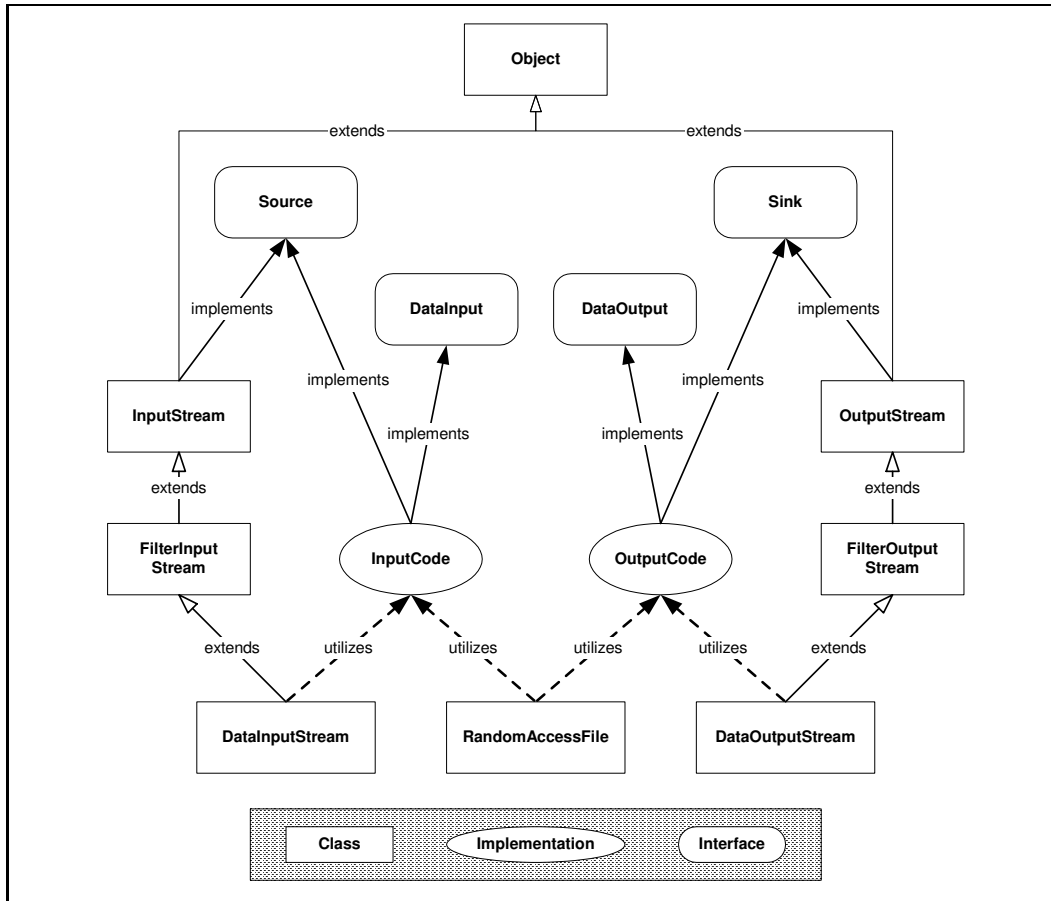 Object
extends
extends
Source
Sink
DataInput
DataOutput
implements
implements
implements
implements
implements
implements
InputStream
OutputStream
extends
extends
FilterInput
Stream
InputCode
OutputCode
FilterOutput
Stream
extends
utilizes
utilizes
utilizes
utilizes
extends
DataInputStream
RandomAccessFile
DataOutputStream
Class
Implementation
Interface